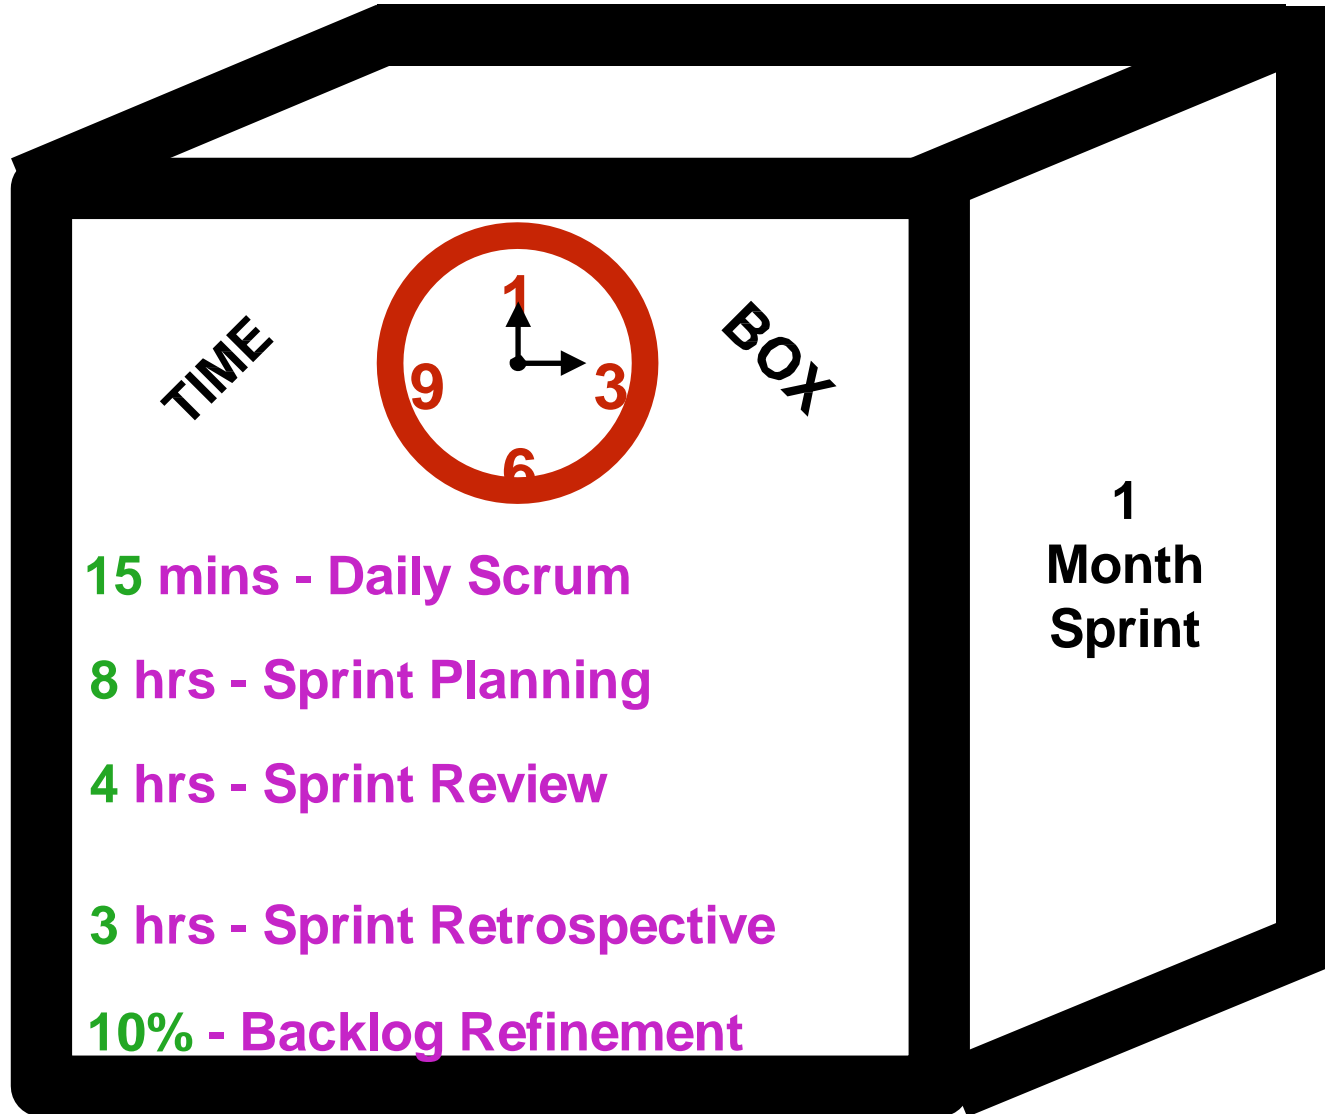 TIME
BOX
1
9
3
6
15 mins - Daily Scrum
8 hrs - Sprint Planning
4 hrs - Sprint Review
3 hrs - Sprint Retrospective
10% - Backlog Refinement
1
Month
Sprint